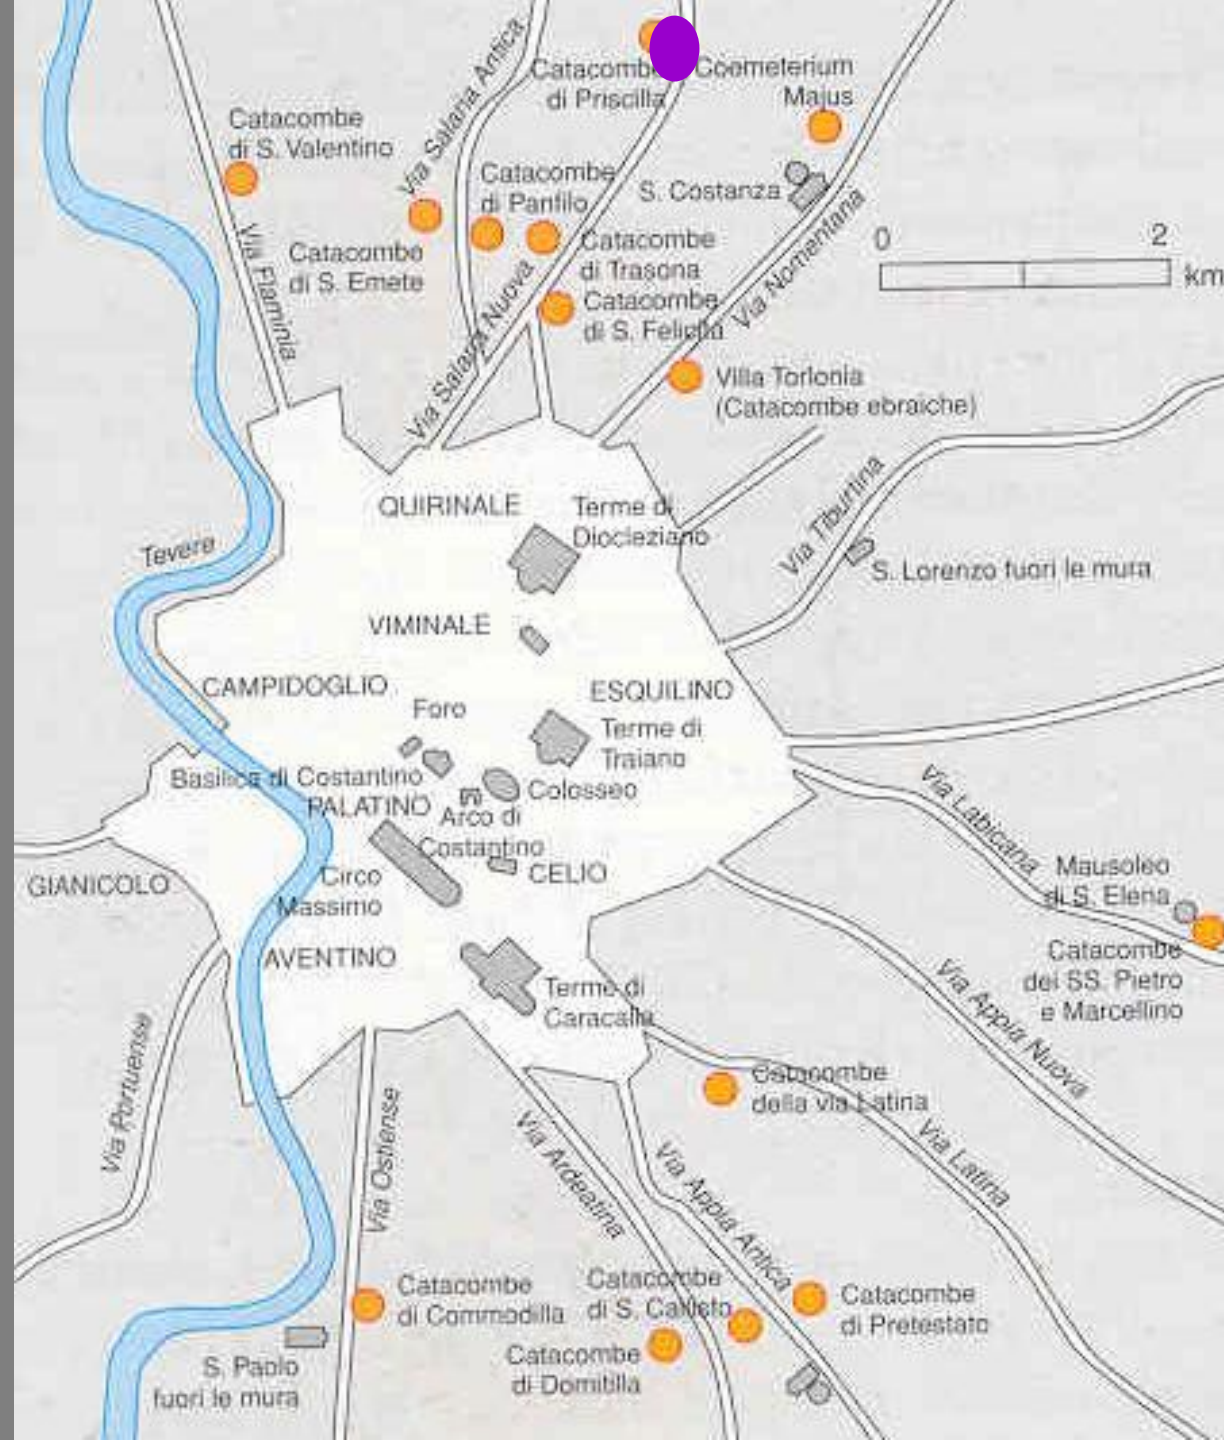 Via Salaria Antica
Catacombe
di Priscilla
Coemeterium
Majus
Catacombe
di S. Valentino
Catacombe
di Panfilo
S. Costanza
Catacombe
di S. Emete
Catacombe
di Trasona
Catacombe
di S. Felicita
0
2
km
Via Flaminia
Via Salaria Nuova
Via Nomentana
Villa Torlonia
(Catacombe ebraiche)
QUIRINALE
Terme di
Diocleziano
Via Tiburtina
S. Lorenzo fuori le mura
Tevere
VIMINALE
CAMPIDOGLIO
Foro
ESQUILINO
Terme di
Traiano
Basilica di Costantino
PALATINO
Colosseo
Arco di
Costantino
CELIO
Circo
Massimo
GIANICOLO
AVENTINO
Terme di
Caracalla
Via Labicana
Mausoleo
di S. Elena
Catacombe
dei SS. Pietro
e Marcellino
Via Appia Nuova
Catacombe
della via Latina
Via Latina
Via Portuense
Via Ostiense
Via Ardeatina
Via Appia Antica
Catacombe
di Commodilla
Catacombe
di S. Callisto
Catacombe
di Pretestato
Catacombe
di Domitilla
S. Paolo
fuori le mura